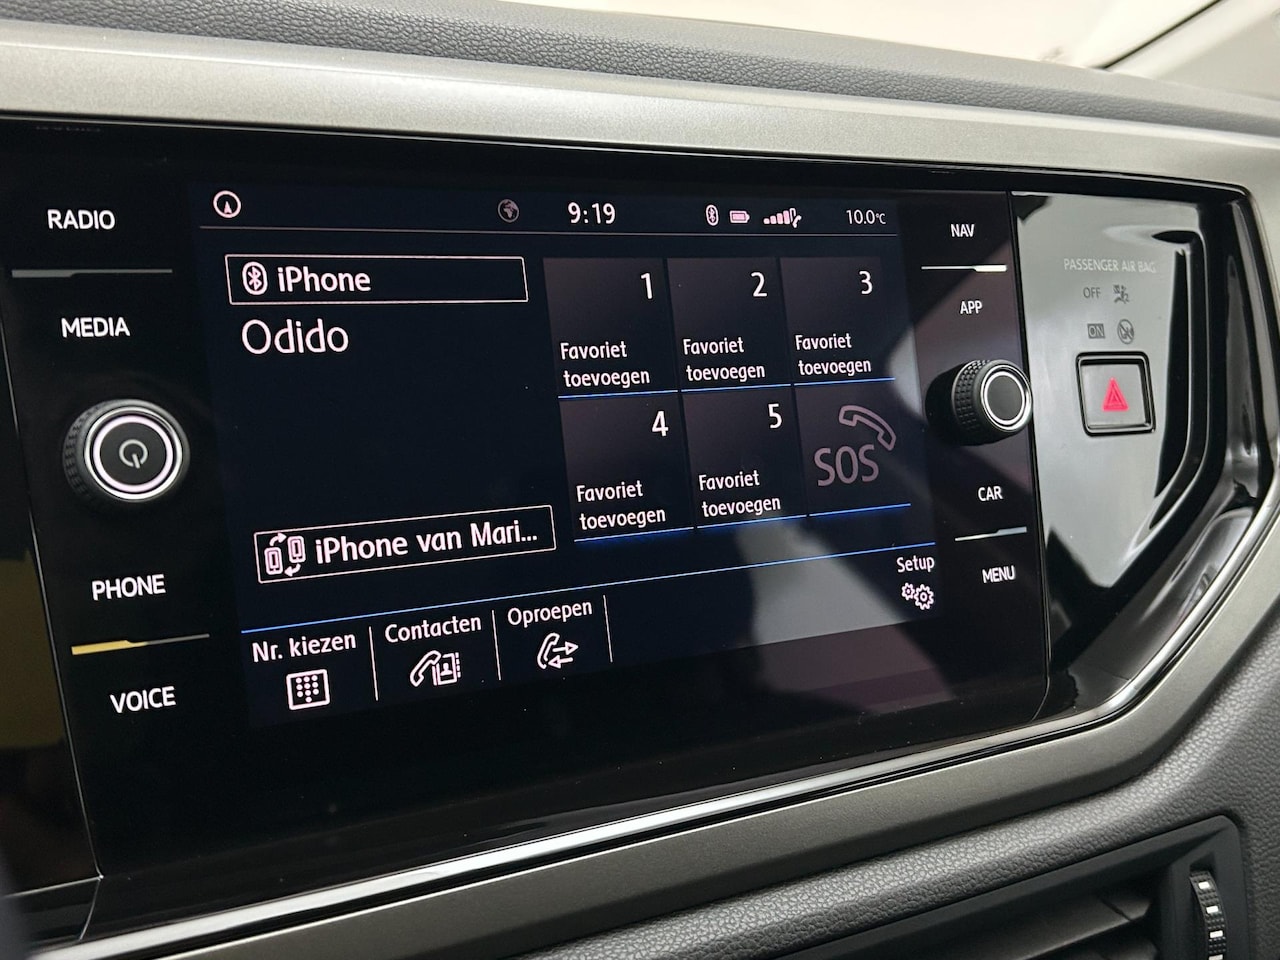 RADIO
MEDIA
PHONE
VOICE
9:19
10.0°C
iPhone
Odido
iPhone van Mari...
1
Favoriet
toevoegen
2
Favoriet
toevoegen
3
Favoriet
toevoegen
4
Favoriet
toevoegen
5
Favoriet
toevoegen
SOS
Nr. kiezen
Contacten
Oproepen
Setup
NAV
APP
CAR
MENU
PASSENGER AIR BAG
OFF
ON